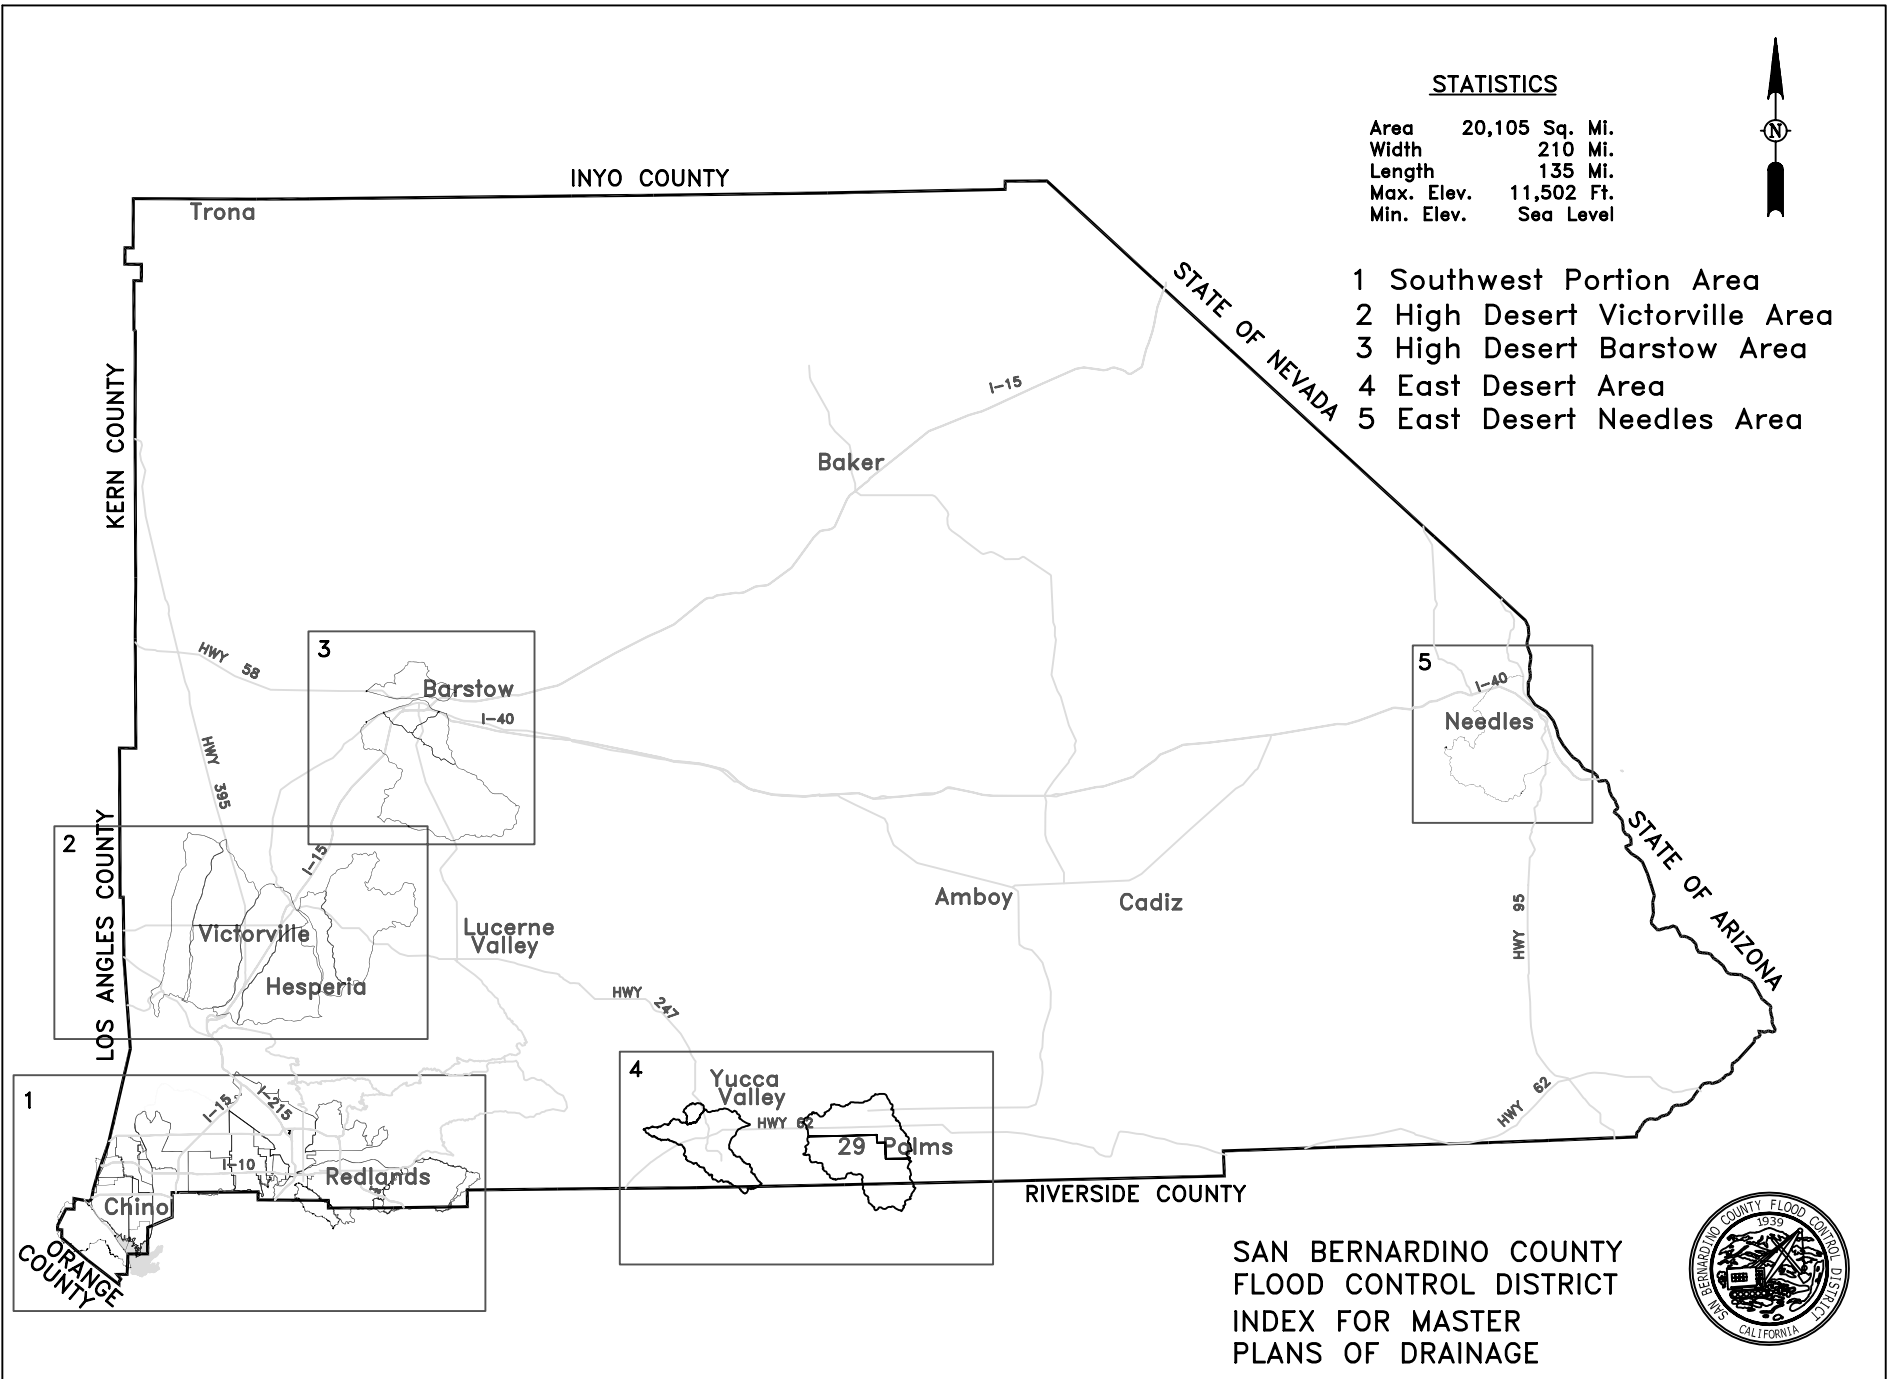 STATISTICS
Area 20,105 Sq. Mi.
Width 210 Mi.
Length 135 Mi.
Max. Elev. 11,502 Ft.
Min. Elev. Sea Level
N
1 Southwest Portion Area
2 High Desert Victorville Area
3 High Desert Barstow Area
4 East Desert Area
5 East Desert Needles Area
INYO COUNTY
Trona
STATE OF NEVADA
KERN COUNTY
I-15
Baker
HWY 58
3
Barstow
I-40
5
I-40
Needles
HWY 395
LOS ANGLES COUNTY
2
I-15
Victorville
Hesperia
Lucerne
Valley
Amboy
Cadiz
HWY 95
STATE OF ARIZONA
HWY 247
4
Yucca
Valley
HWY 62
29 Palms
HWY 62
1
I-15
I-215
I-10
Redlands
Chino
ORANGE
COUNTY
RIVERSIDE COUNTY
SAN BERNARDINO COUNTY
FLOOD CONTROL DISTRICT
INDEX FOR MASTER
PLANS OF DRAINAGE
SAN BERNARDINO COUNTY FLOOD CONTROL DISTRICT
1939
CALIFORNIA